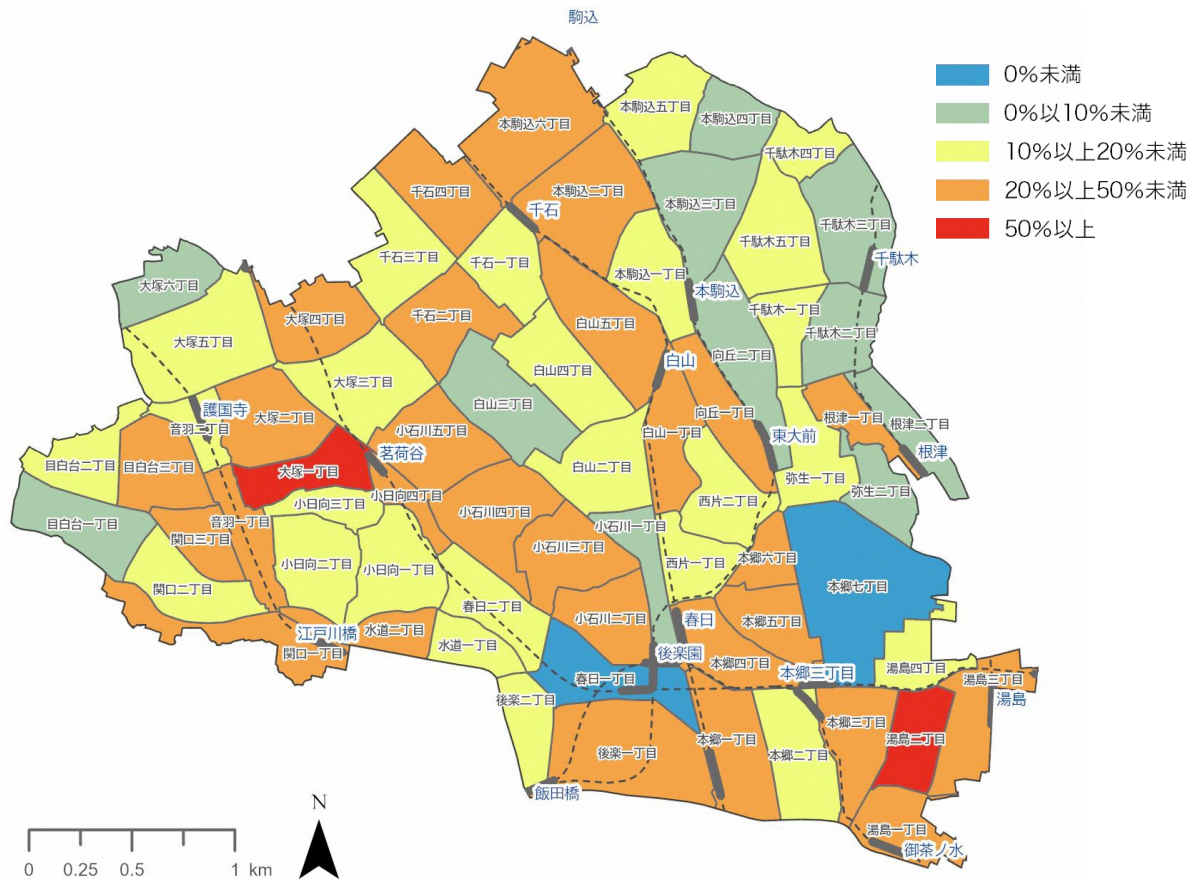 駒込
0%未満
0%以10%未満
10%以上20%未満
20%以上50%未満
50%以上
本駒込五丁目
本駒込四丁目
本駒込六丁目
千駄木四丁目
千石四丁目
本駒込二丁目
本駒込三丁目
千石
千駄木三丁目
千駄木五丁目
千石三丁目
千石一丁目
千駄木
本駒込一丁目
大塚六丁目
本駒込
千駄木一丁目
大塚四丁目
千石二丁目
白山五丁目
千駄木二丁目
大塚五丁目
向丘二丁目
白山
白山四丁目
大塚三丁目
白山三丁目
護国寺
大塚二丁目
向丘一丁目
根津一丁目
根津二丁目
音羽二丁目
小石川五丁目
白山一丁目
東大前
茗荷谷
根津
目白台二丁目
目白台三丁目
大塚一丁目
白山二丁目
弥生一丁目
弥生二丁目
小日向四丁目
小日向三丁目
西片二丁目
目白台一丁目
音羽一丁目
小石川四丁目
小石川一丁目
関口三丁目
小石川三丁目
小日向二丁目
小日向一丁目
西片一丁目
本郷六丁目
関口二丁目
本郷七丁目
春日二丁目
小石川二丁目
春日
本郷五丁目
江戸川橋
水道二丁目
水道一丁目
関口一丁目
後楽園
本郷四丁目
本郷三丁目
湯島四丁目
春日一丁目
湯島三丁目
後楽二丁目
湯島
本郷三丁目
本郷一丁目
湯島二丁目
後楽一丁目
本郷二丁目
飯田橋
湯島一丁目
御茶ノ水
N
0 0.25 0.5 1 km